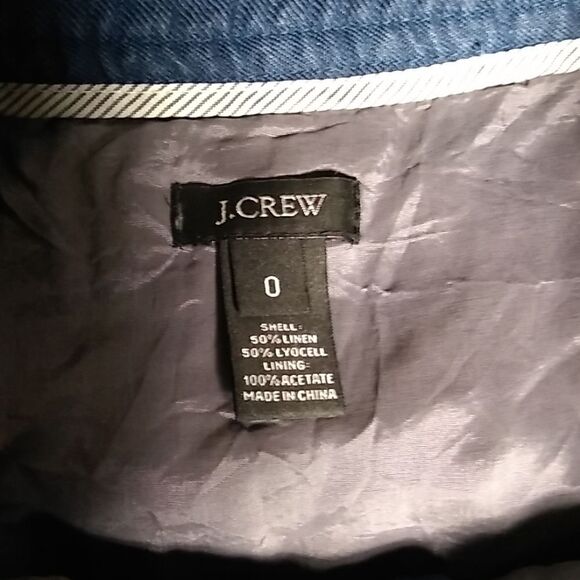 J.CREW
0
SHELL:
50% LINEN
50% LYOCELL
LINING:
100% ACETATE
MADE IN CHINA